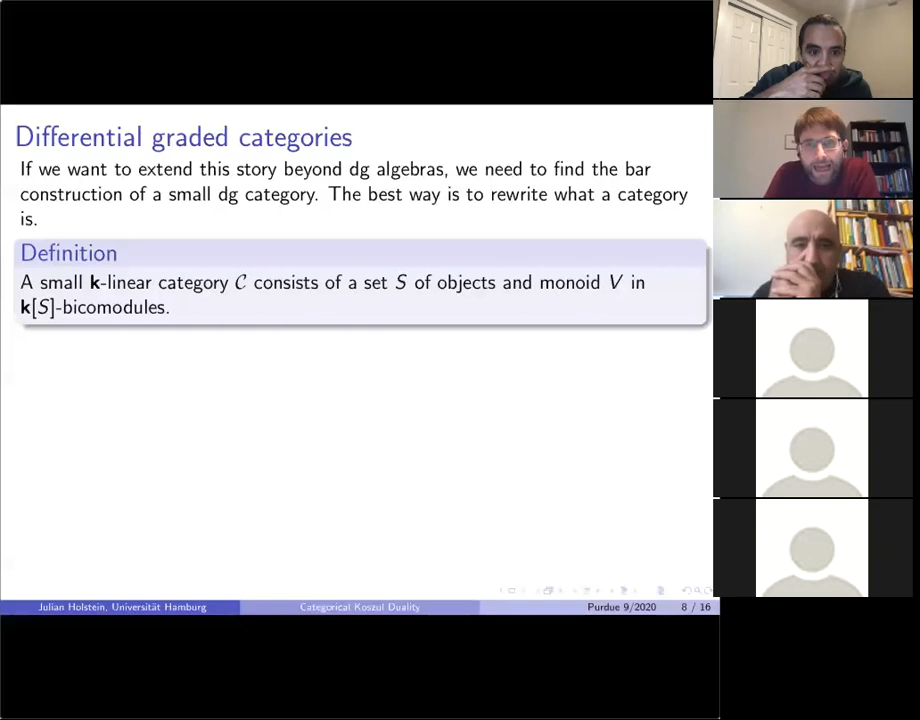 Differential graded categories
If we want to extend this story beyond dg algebras, we need to find the bar
construction of a small dg category. The best way is to rewrite what a category
is.
Definition
A small k-linear category 𝒞 consists of a set S of objects and monoid V in
k[S]-bicomodules.
Julian Holstein, Universität Hamburg
Categorical Koszul Duality
Purdue 9/2020
8 / 16